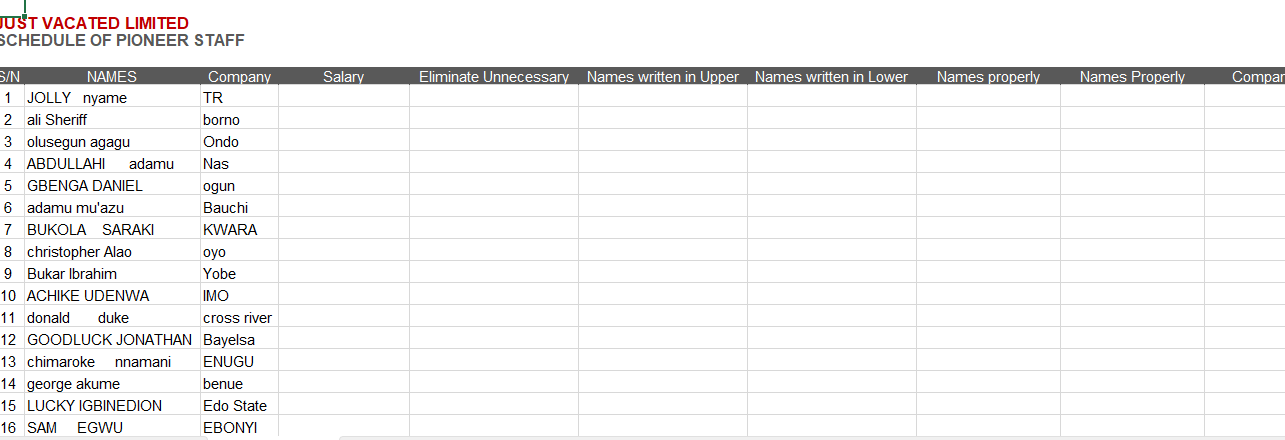 JUST VACATED LIMITED
SCHEDULE OF PIONEER STAFF
S/N NAMES Company Salary Eliminate Unnecessary Names written in Upper Names written in Lower Names properly Names Properly Compar
1 JOLLY nyame TR
2 ali Sheriff borno
3 olusegun agagu Ondo
4 ABDULLAHI adamu Nas
5 GBENGA DANIEL ogun
6 adamu mu'azu Bauchi
7 BUKOLA SARAKI KWARA
8 christopher Alao oyo
9 Bukar Ibrahim Yobe
10 ACHIKE UDENWA IMO
11 donald duke cross river
12 GOODLUCK JONATHAN Bayelsa
13 chimaroke nnamani ENUGU
14 george akume benue
15 LUCKY IGBINEDION Edo State
16 SAM EGWU EBONYI